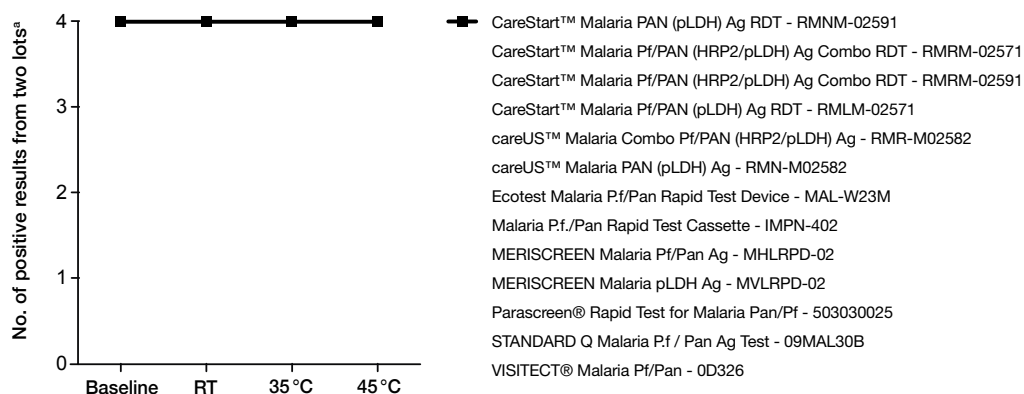 No. of positive results from two lotsᵃ
4
3
2
1
0
Baseline RT 35 °C 45 °C
CareStart™ Malaria PAN (pLDH) Ag RDT - RMNM-02591
CareStart™ Malaria Pf/PAN (HRP2/pLDH) Ag Combo RDT - RMRM-02571
CareStart™ Malaria Pf/PAN (HRP2/pLDH) Ag Combo RDT - RMRM-02591
CareStart™ Malaria Pf/PAN (pLDH) Ag RDT - RMLM-02571
careUS™ Malaria Combo Pf/PAN (HRP2/pLDH) Ag - RMR-M02582
careUS™ Malaria PAN (pLDH) Ag - RMN-M02582
Ecotest Malaria P.f/Pan Rapid Test Device - MAL-W23M
Malaria P.f./Pan Rapid Test Cassette - IMPN-402
MERISCREEN Malaria Pf/Pan Ag - MHLRPD-02
MERISCREEN Malaria pLDH Ag - MVLRPD-02
Parascreen® Rapid Test for Malaria Pan/Pf - 503030025
STANDARD Q Malaria P.f / Pan Ag Test - 09MAL30B
VISITECT® Malaria Pf/Pan - 0D326